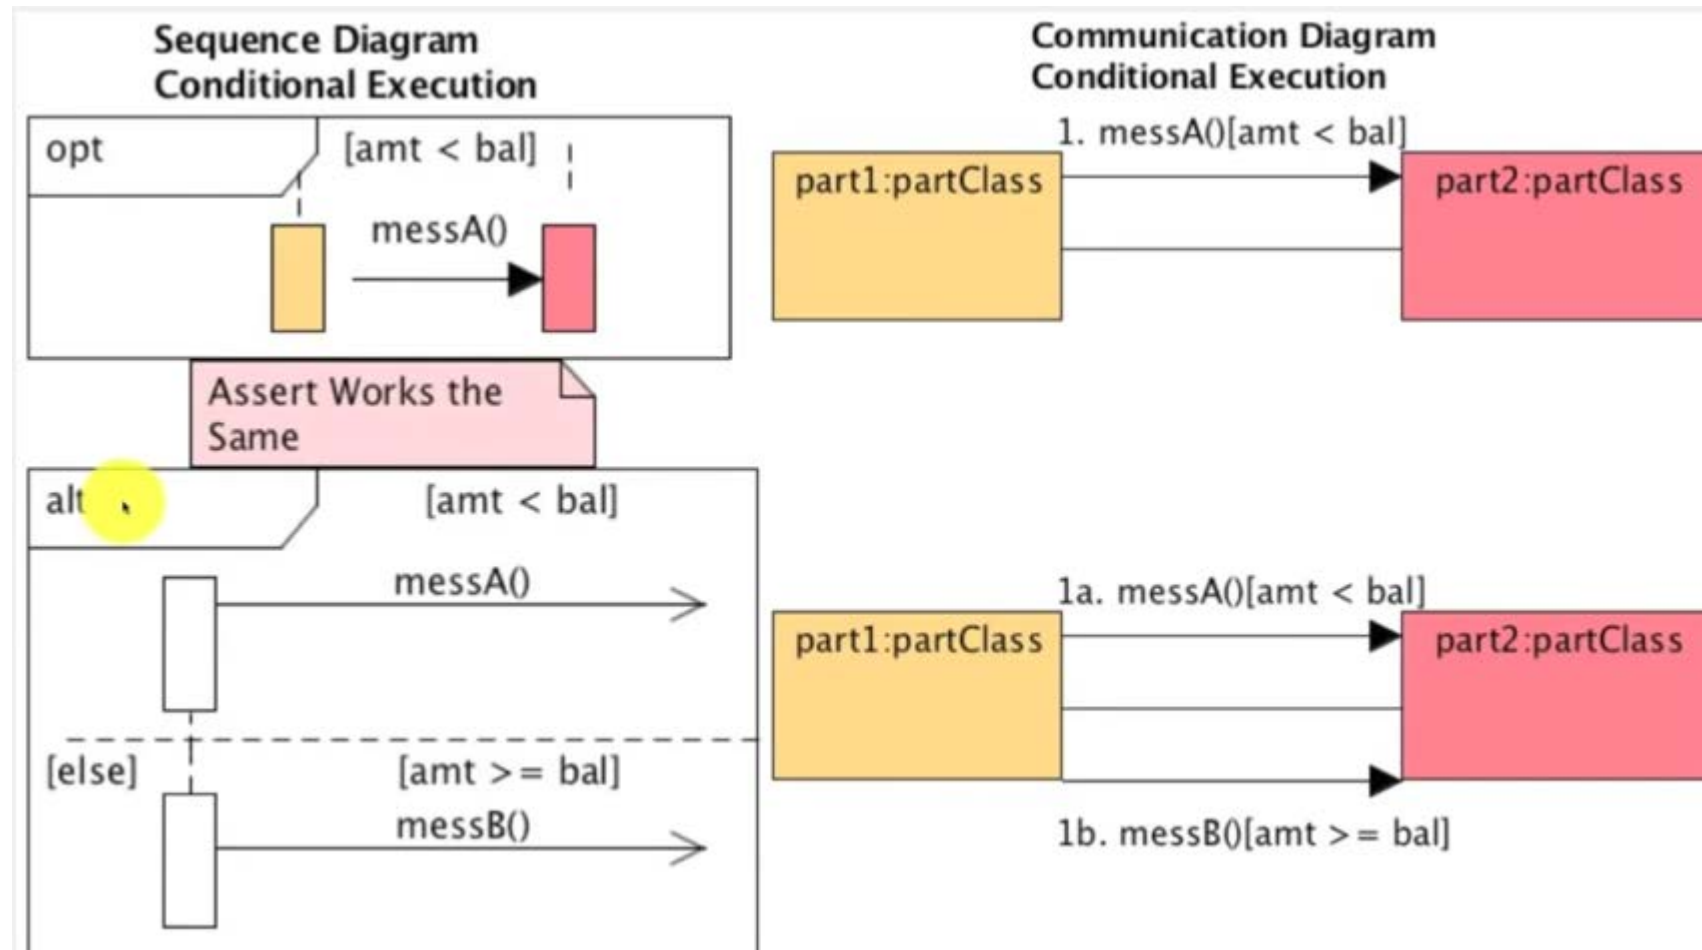 Sequence Diagram
Conditional Execution
opt
[amt < bal]
messA()
Assert Works the
Same
alt
[amt < bal]
messA()
[else]
[amt >= bal]
messB()
Communication Diagram
Conditional Execution
1. messA()[amt < bal]
part1:partClass
part2:partClass
1a. messA()[amt < bal]
part1:partClass
part2:partClass
1b. messB()[amt >= bal]